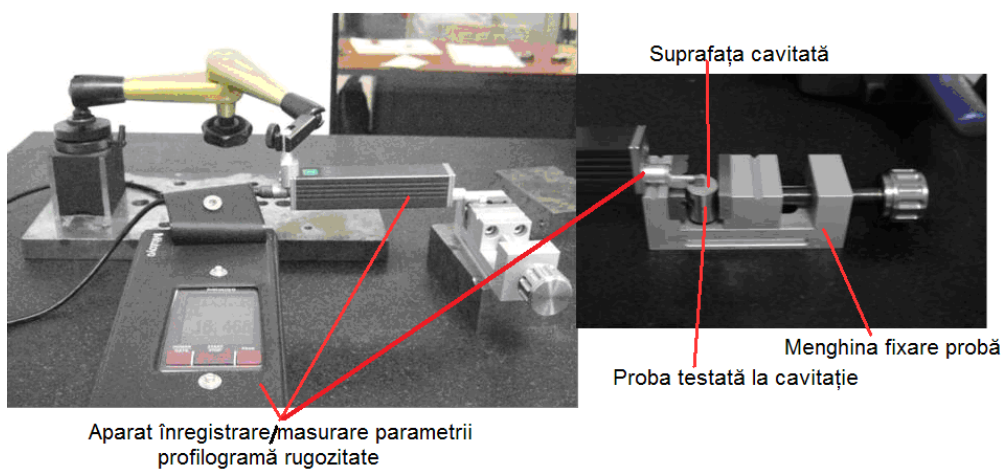 Suprafața cavitată
Menghina fixare probă
Proba testată la cavitație
Aparat înregistrare/masurare parametrii
profilogramă rugozitate